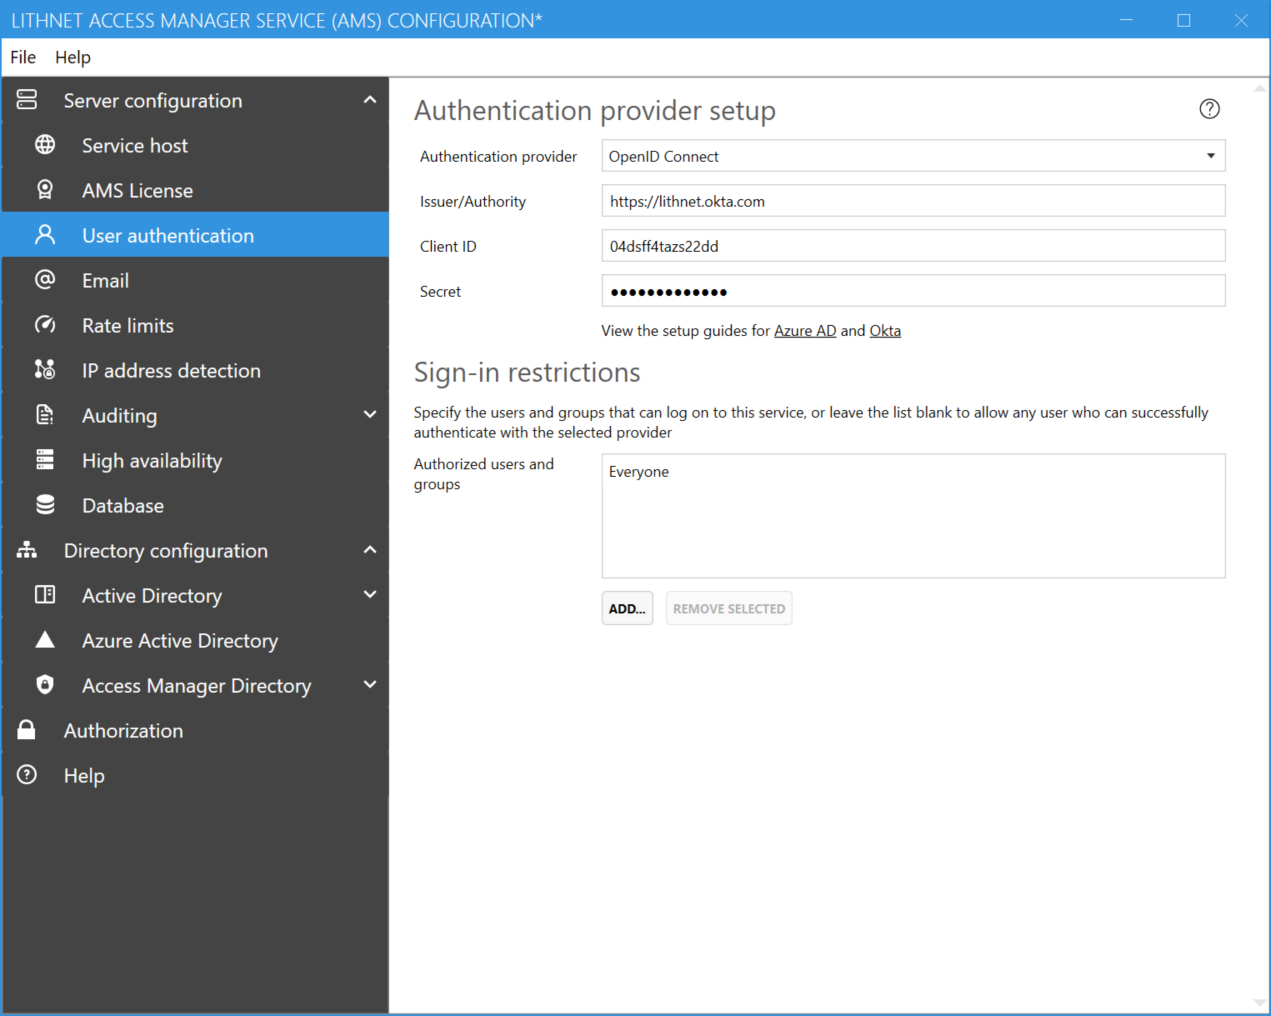 LITHNET ACCESS MANAGER SERVICE (AMS) CONFIGURATION*
File Help
Server configuration
Service host
AMS License
User authentication
Email
Rate limits
IP address detection
Auditing
High availability
Database
Directory configuration
Active Directory
Azure Active Directory
Access Manager Directory
Authorization
Help
Authentication provider setup
Authentication provider OpenID Connect
Issuer/Authority https://lithnet.okta.com
Client ID 04dsff4tazs22dd
Secret ●●●●●●●●●●●●●
View the setup guides for Azure AD and Okta
Sign-in restrictions
Specify the users and groups that can log on to this service, or leave the list blank to allow any user who can successfully
authenticate with the selected provider
Authorized users and
groups
Everyone
ADD... REMOVE SELECTED